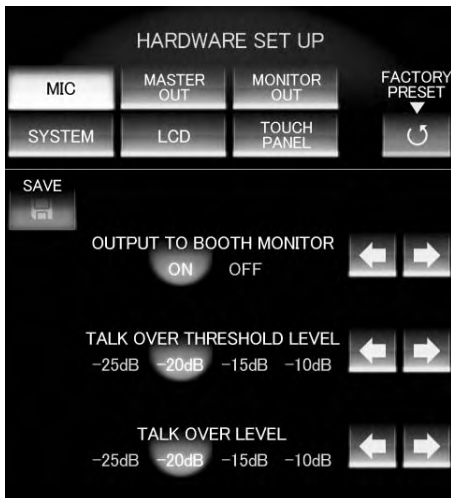 HARDWARE SET UP
MIC
MASTER
OUT
MONITOR
OUT
FACTORY
PRESET
SYSTEM
LCD
TOUCH
PANEL
SAVE
OUTPUT TO BOOTH MONITOR
ON OFF
TALK OVER THRESHOLD LEVEL
-25dB -20dB -15dB -10dB
TALK OVER LEVEL
-25dB -20dB -15dB -10dB